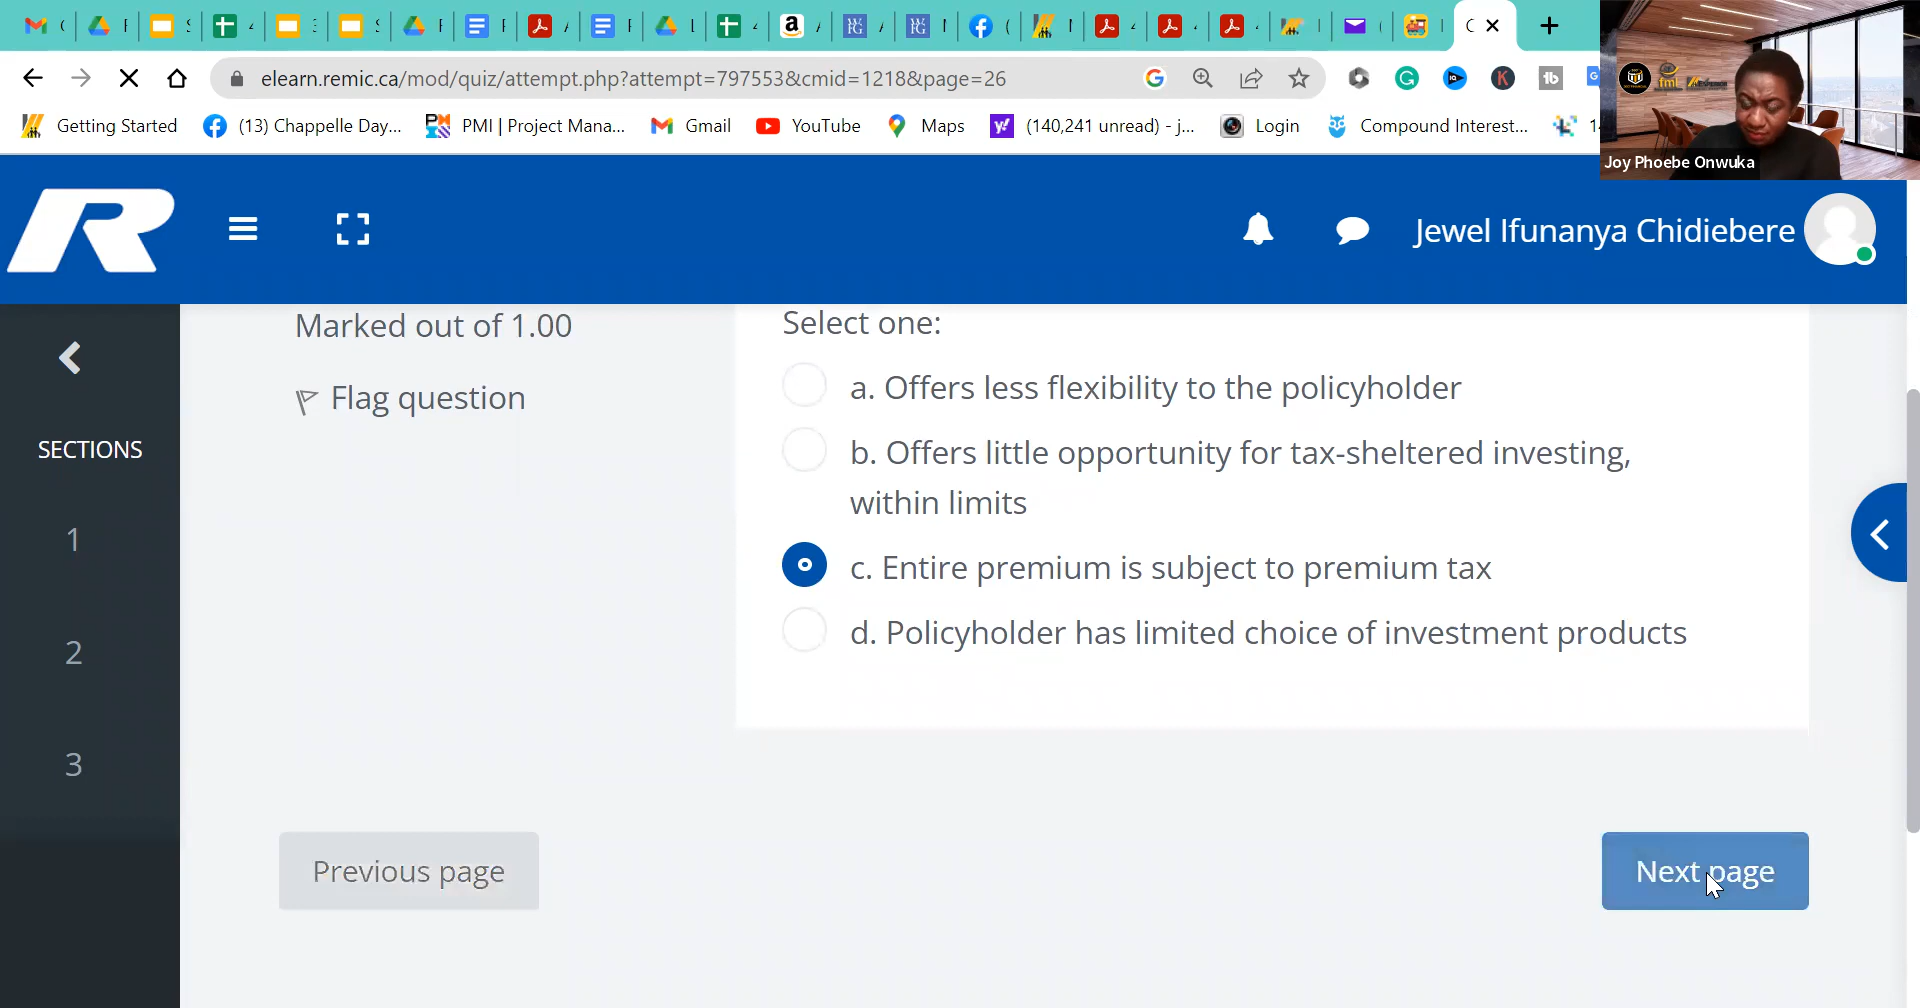 elearn.remic.ca/mod/quiz/attempt.php?attempt=797553&cmid=1218&page=26
Getting Started
(13) Chappelle Day...
PMI | Project Mana...
Gmail
YouTube
Maps
(140,241 unread) - j...
Login
Compound Interest...
Joy Phoebe Onwuka
Jewel Ifunanya Chidiebere
Marked out of 1.00
Flag question
SECTIONS
1
2
3
Select one:
a. Offers less flexibility to the policyholder
b. Offers little opportunity for tax-sheltered investing,
within limits
c. Entire premium is subject to premium tax
d. Policyholder has limited choice of investment products
Previous page
Next page